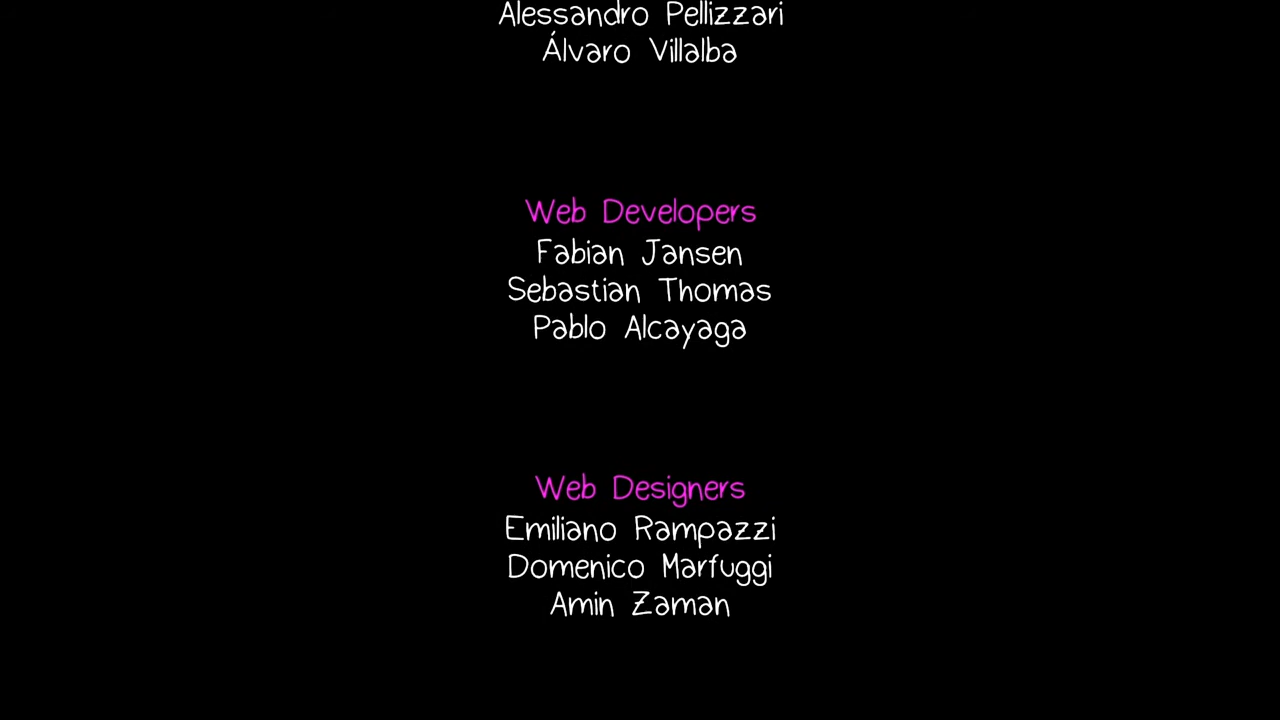 Alessandro Pellizzari
Álvaro Villalba
Web Developers
Fabian Jansen
Sebastian Thomas
Pablo Alcayaga
Web Designers
Emiliano Rampazzi
Domenico Marfuggi
Amin Zaman